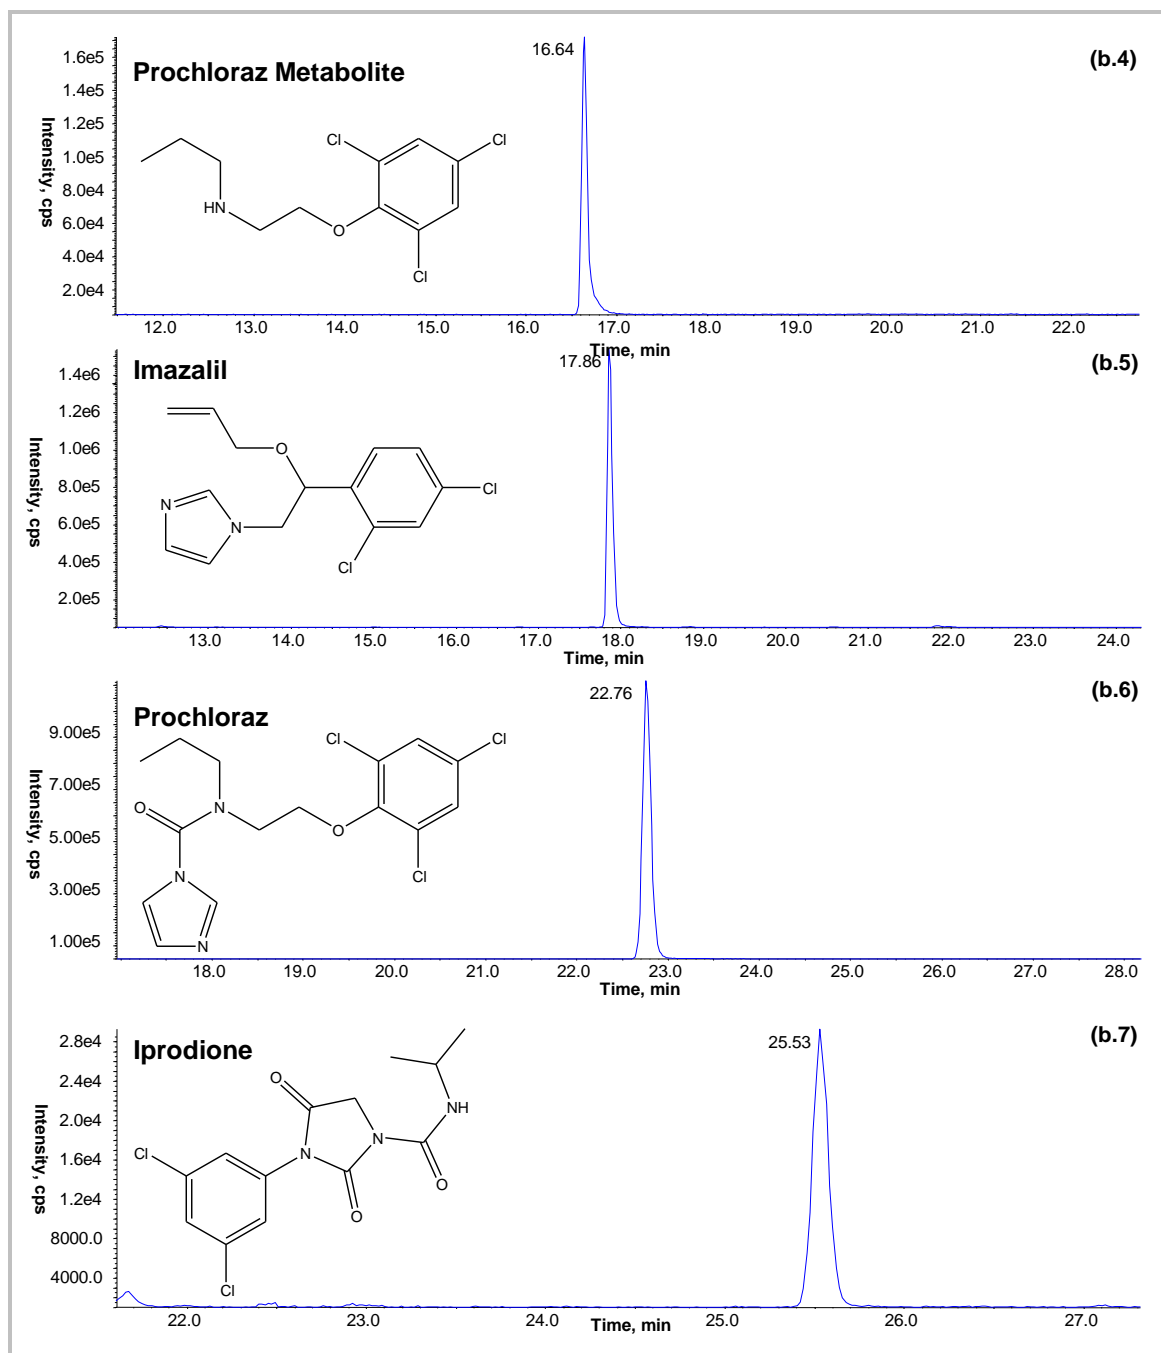 16.64
(b.4)
Prochloraz Metabolite
Intensity, cps
1.6e5
1.4e5
1.2e5
1.0e5
8.0e4
6.0e4
4.0e4
2.0e4
Cl
Cl
HN
O
Cl
12.0 13.0 14.0 15.0 16.0 17.0 18.0 19.0 20.0 21.0 22.0
Time, min
17.86
(b.5)
Imazalil
Intensity, cps
1.4e6
1.2e6
1.0e6
8.0e5
6.0e5
4.0e5
2.0e5
O
Cl
N
N
Cl
13.0 14.0 15.0 16.0 17.0 18.0 19.0 20.0 21.0 22.0 23.0 24.0
Time, min
22.76
(b.6)
Prochloraz
Intensity, cps
9.00e5
7.00e5
5.00e5
3.00e5
1.00e5
Cl
Cl
O
N
O
Cl
N
N
18.0 19.0 20.0 21.0 22.0 23.0 24.0 25.0 26.0 27.0 28.0
Time, min
25.53
(b.7)
Iprodione
Intensity, cps
2.8e4
2.4e4
2.0e4
1.6e4
1.2e4
8000.0
4000.0
O
NH
N
Cl
N
O
O
Cl
22.0 23.0 24.0 25.0 26.0 27.0
Time, min